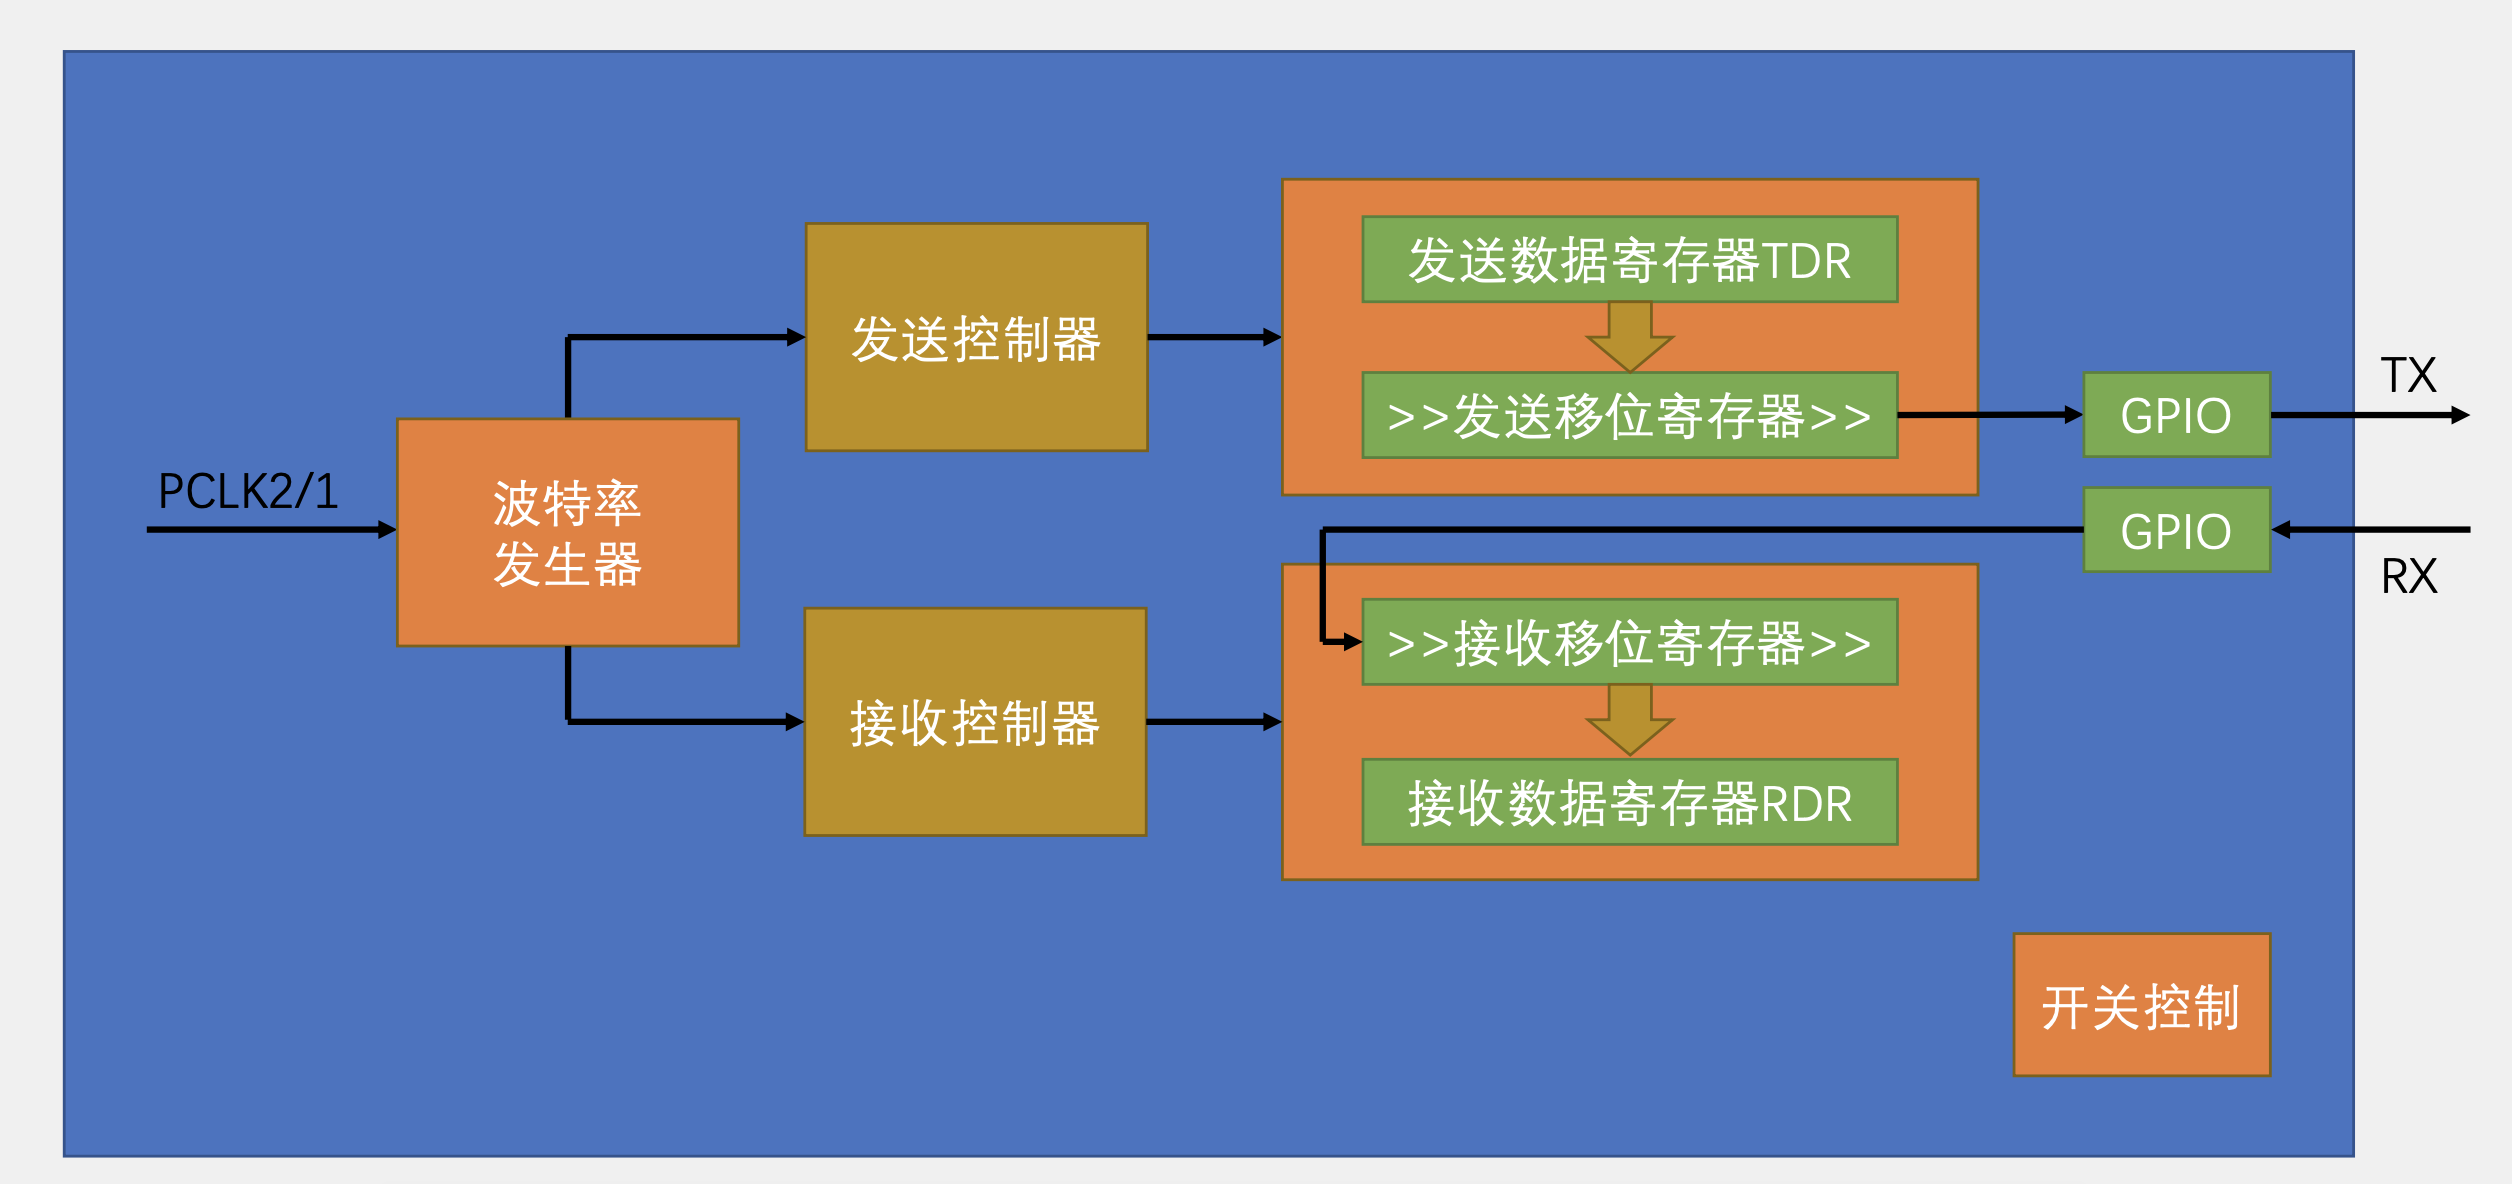 PCLK2/1
波特率
发生器
发送控制器
接收控制器
发送数据寄存器TDR
>>发送移位寄存器>>
>>接收移位寄存器>>
接收数据寄存器RDR
GPIO
TX
GPIO
RX
开关控制